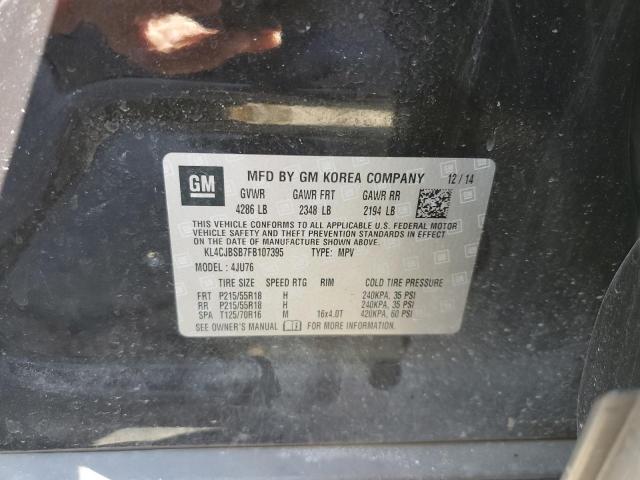 GM
MFD BY GM KOREA COMPANY 12/14
GVWR GAWR FRT GAWR RR
4286 LB 2348 LB 2194 LB
THIS VEHICLE CONFORMS TO ALL APPLICABLE U.S. FEDERAL MOTOR
VEHICLE SAFETY AND THEFT PREVENTION STANDARDS IN EFFECT
ON THE DATE OF MANUFACTURE SHOWN ABOVE.
KL4CJBSB7FB107395 TYPE: MPV
MODEL: 4JU76
TIRE SIZE SPEED RTG RIM COLD TIRE PRESSURE
FRT P215/55R18 H - 240KPA, 35 PSI
RR P215/55R18 H - 240KPA, 35 PSI
SPA T125/70R16 M 16x4.0T 420KPA, 60 PSI
SEE OWNER'S MANUAL FOR MORE INFORMATION.